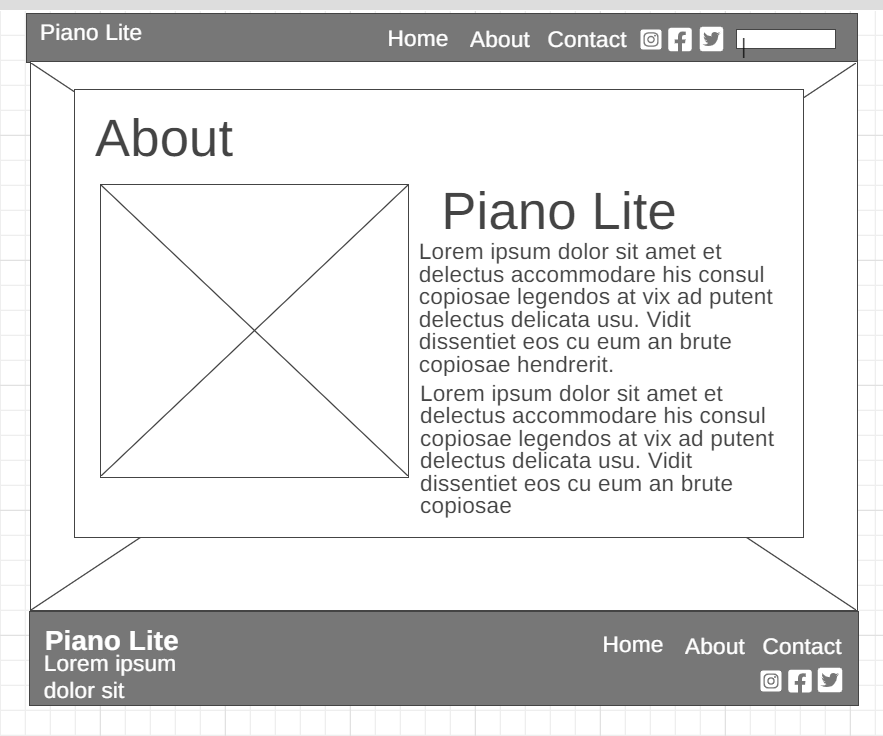 Piano Lite
Home About Contact
About
Piano Lite
Lorem ipsum dolor sit amet et
delectus accommodare his consul
copiosae legendos at vix ad putent
delectus delicata usu. Vidit
dissentiet eos cu eum an brute
copiosae hendrerit.
Lorem ipsum dolor sit amet et
delectus accommodare his consul
copiosae legendos at vix ad putent
delectus delicata usu. Vidit
dissentiet eos cu eum an brute
copiosae
Piano Lite
Lorem ipsum
dolor sit
Home About Contact